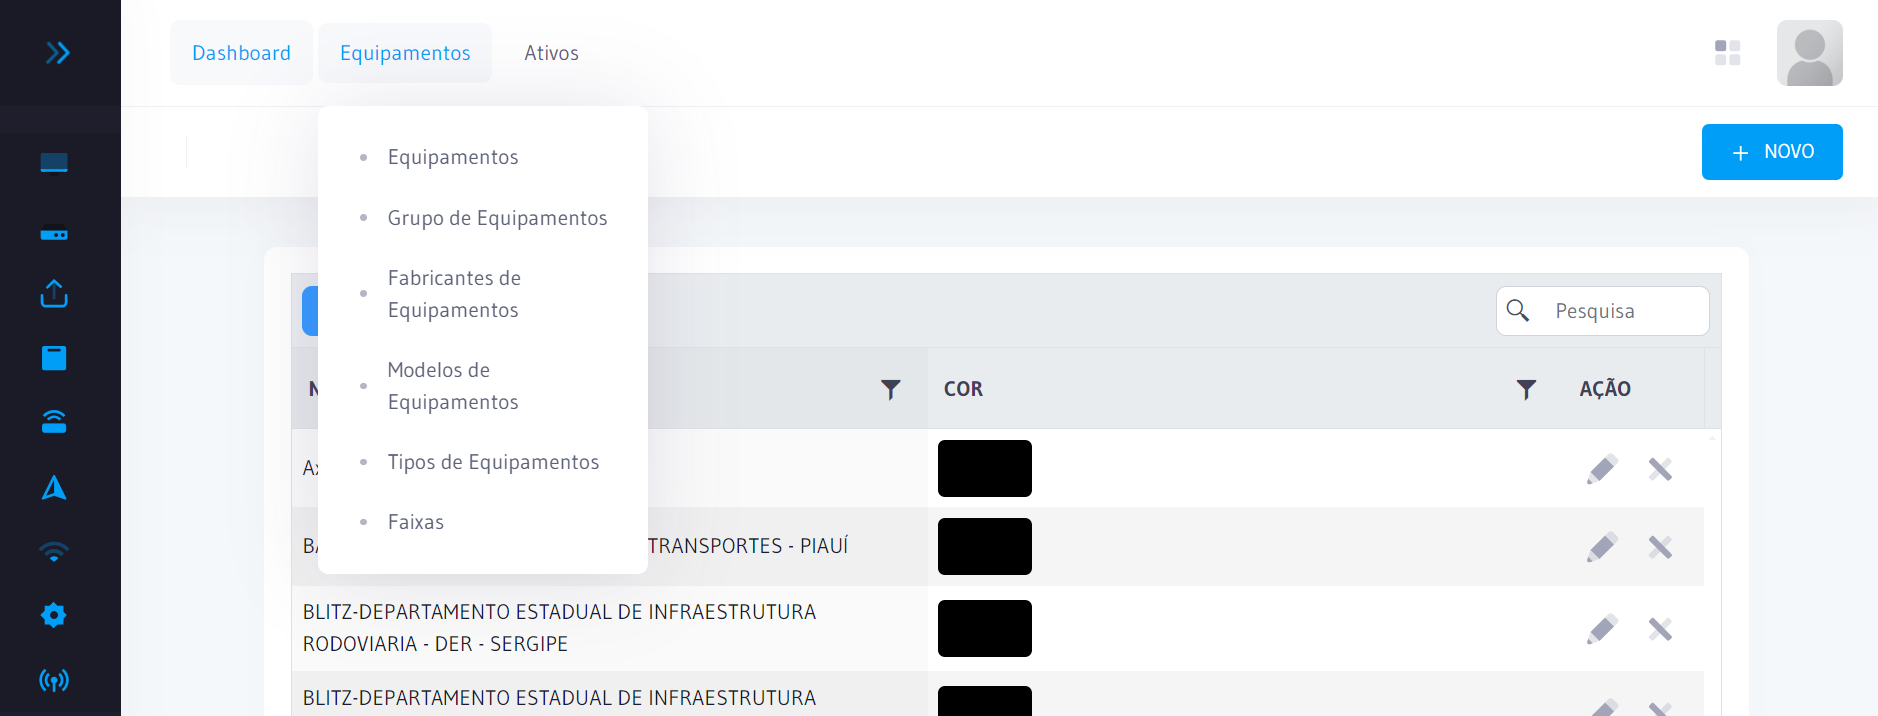 Dashboard
Equipamentos
Ativos
NOVO
Equipamentos
Grupo de Equipamentos
Fabricantes de
Equipamentos
Modelos de
Equipamentos
Tipos de Equipamentos
Faixas
Pesquisa
COR
AÇÃO
TRANSPORTES - PIAUÍ
BLITZ-DEPARTAMENTO ESTADUAL DE INFRAESTRUTURA
RODOVIARIA - DER - SERGIPE
BLITZ-DEPARTAMENTO ESTADUAL DE INFRAESTRUTURA